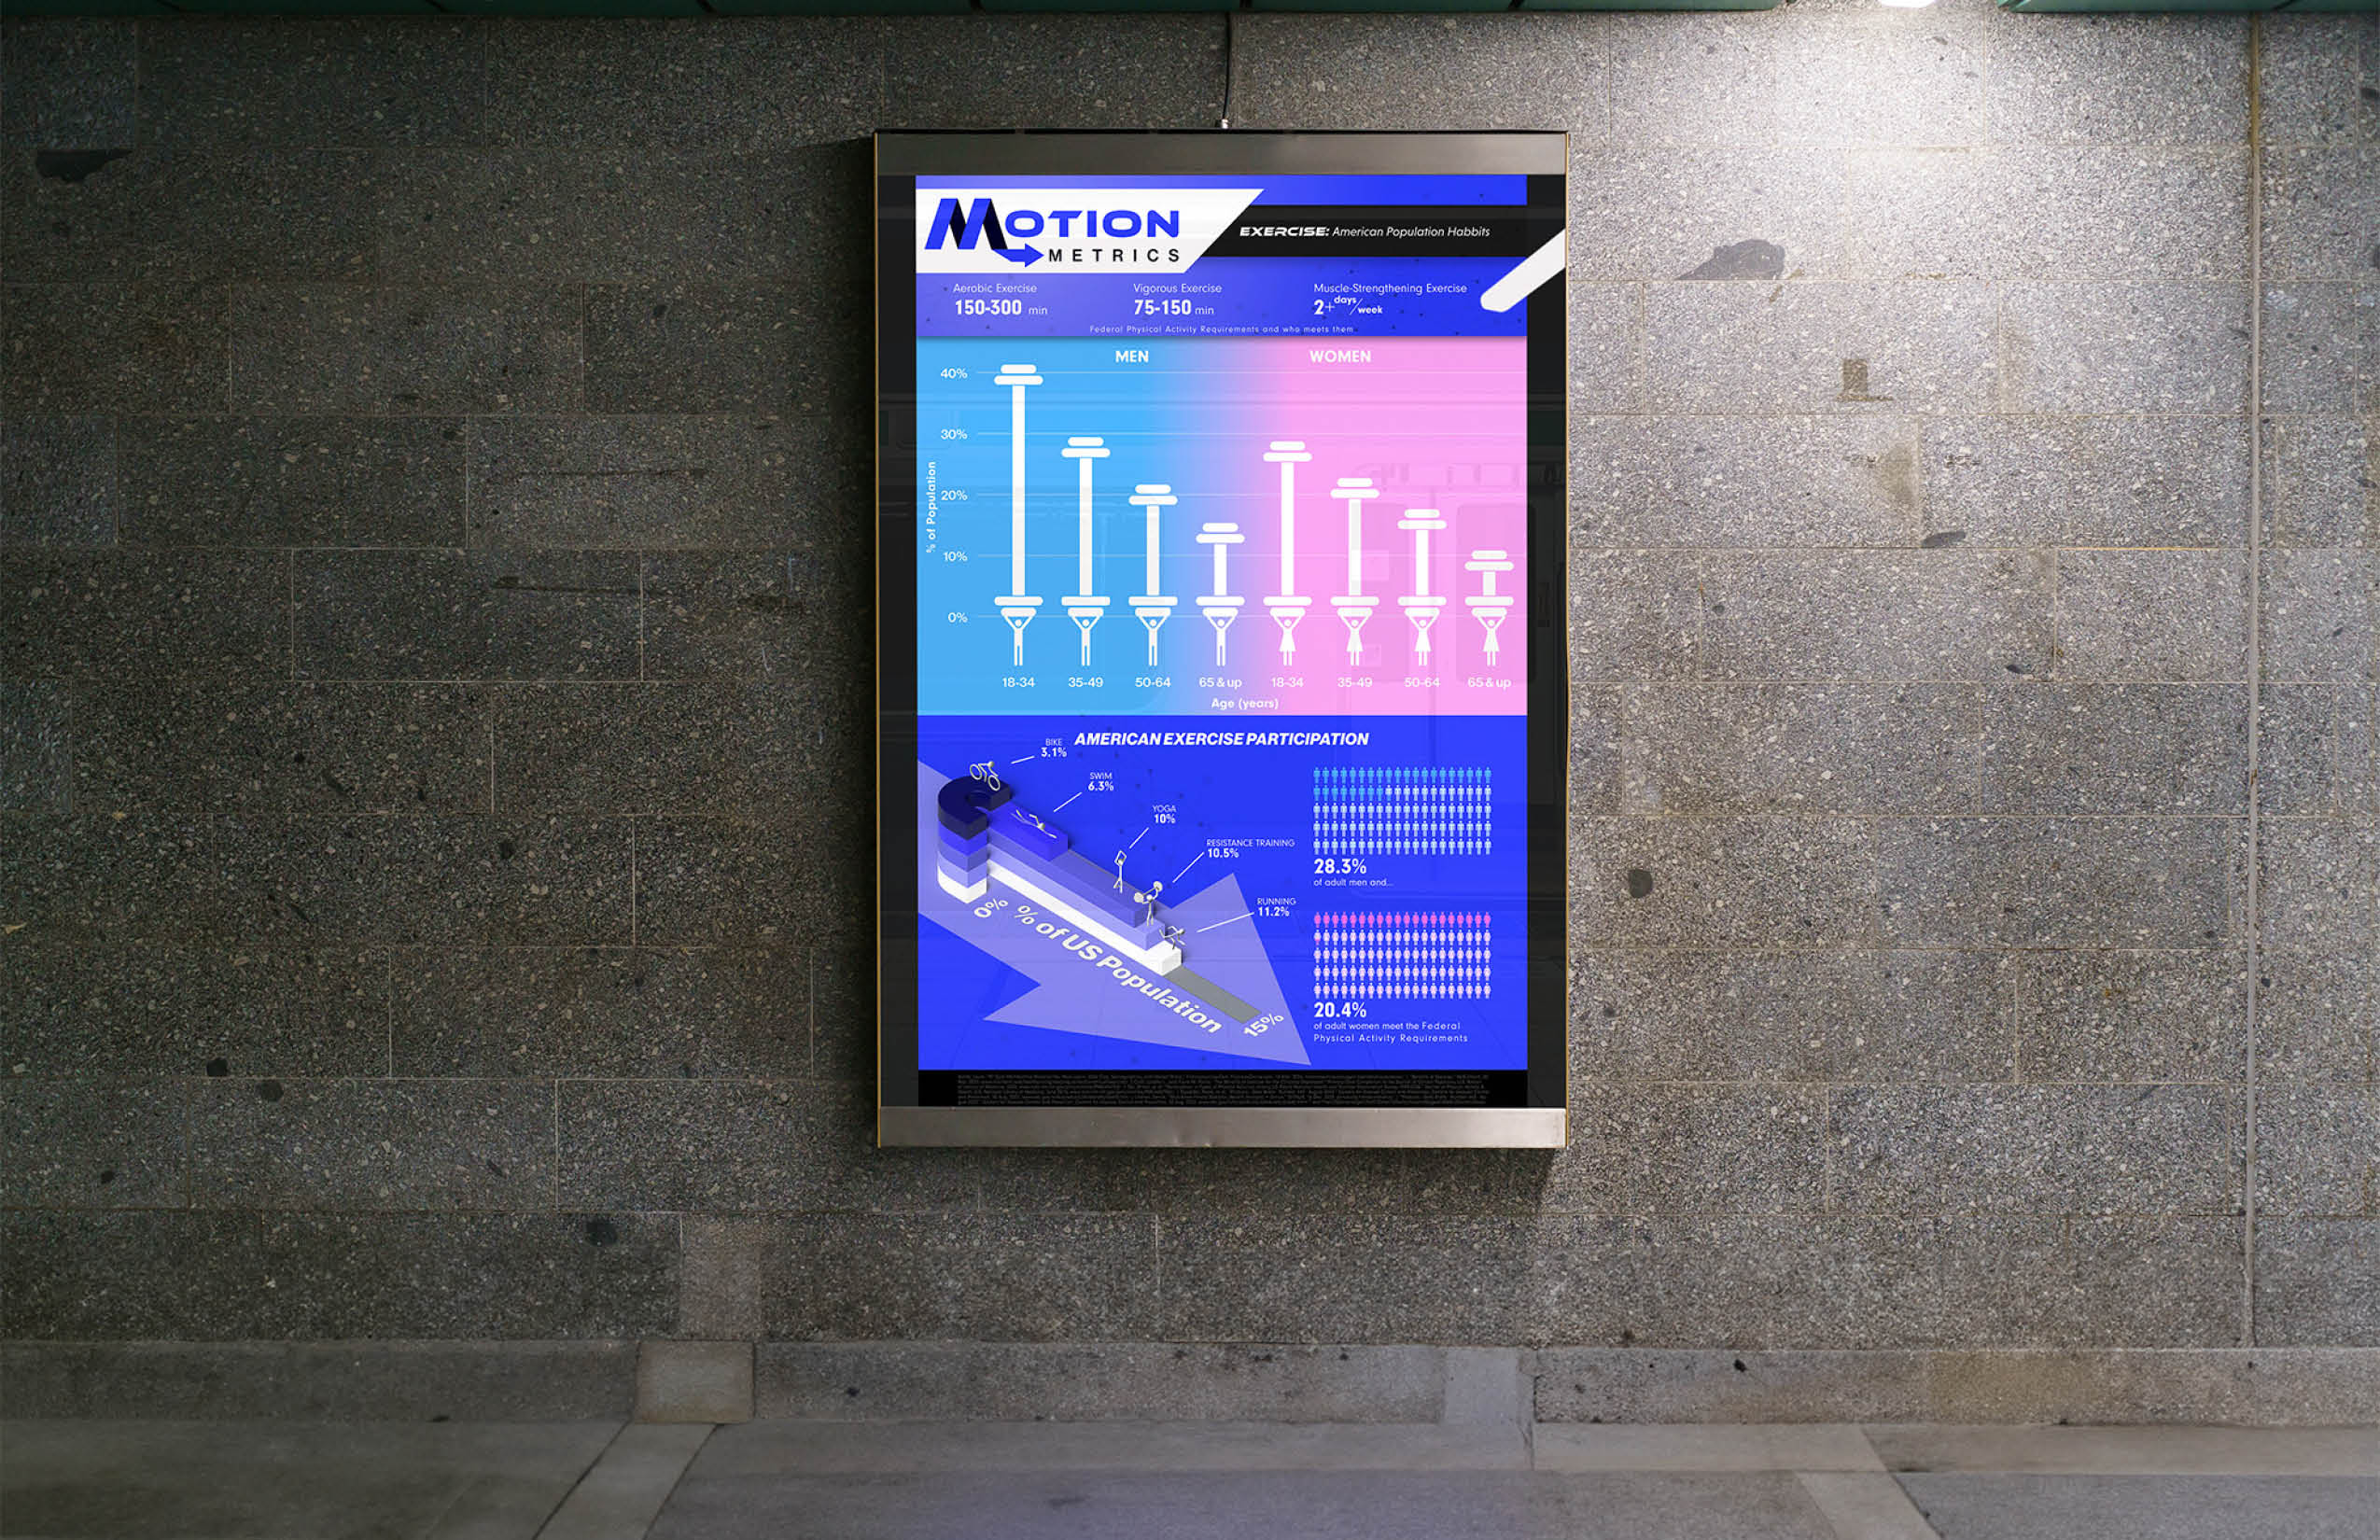 MOTION
METRICS
EXERCISE: American Population Habbits
Aerobic Exercise
150-300 min
Vigorous Exercise
75-150 min
Muscle-Strengthening Exercise
2+ days/week
Federal Physical Activity Requirements and who meets them
MEN
WOMEN
40%
30%
20%
10%
0%
% of Population
18-34 35-49 50-64 65 & up 18-34 35-49 50-64 65 & up
Age (years)
AMERICAN EXERCISE PARTICIPATION
BIKE
3.1%
SWIM
6.3%
YOGA
10%
RESISTANCE TRAINING
10.5%
RUNNING
11.2%
0%
% of US Population
15%
28.3%
of adult men and...
20.4%
of adult women meet the Federal
Physical Activity Requirements